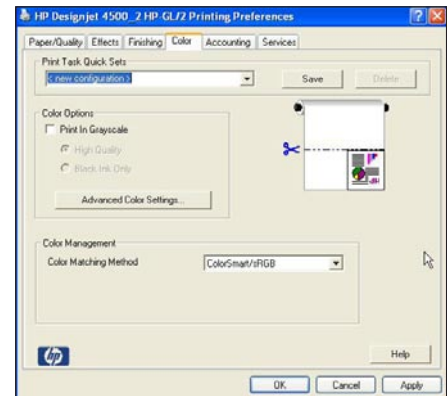 HP Designjet 4500_2 HP-GL/2 Printing Preferences
Paper/Quality Effects Finishing Color Accounting Services
Print Task Quick Sets
< new configuration >
Save
Delete
Color Options
Print In Grayscale
High Quality
Black Ink Only
Advanced Color Settings...
Color Management
Color Matching Method
ColorSmart/sRGB
hp
Help
OK Cancel Apply